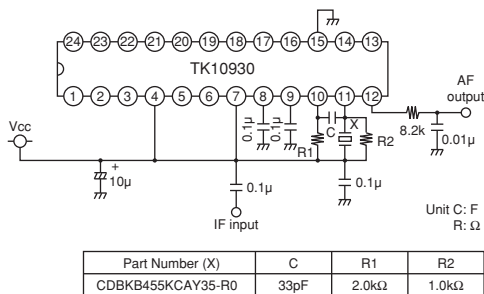 24 23 22 21 20 19 18 17 16 15 14 13
TK10930
1 2 3 4 5 6 7 8 9 10 11 12
AF
output
Vcc
+
10μ
0.1μ
0.1μ
C
X
R1
R2
8.2k
0.01μ
0.1μ
0.1μ
IF input
Unit C: F
R: Ω
Part Number (X) C R1 R2
CDBKB455KCAY35-R0 33pF 2.0kΩ 1.0kΩ